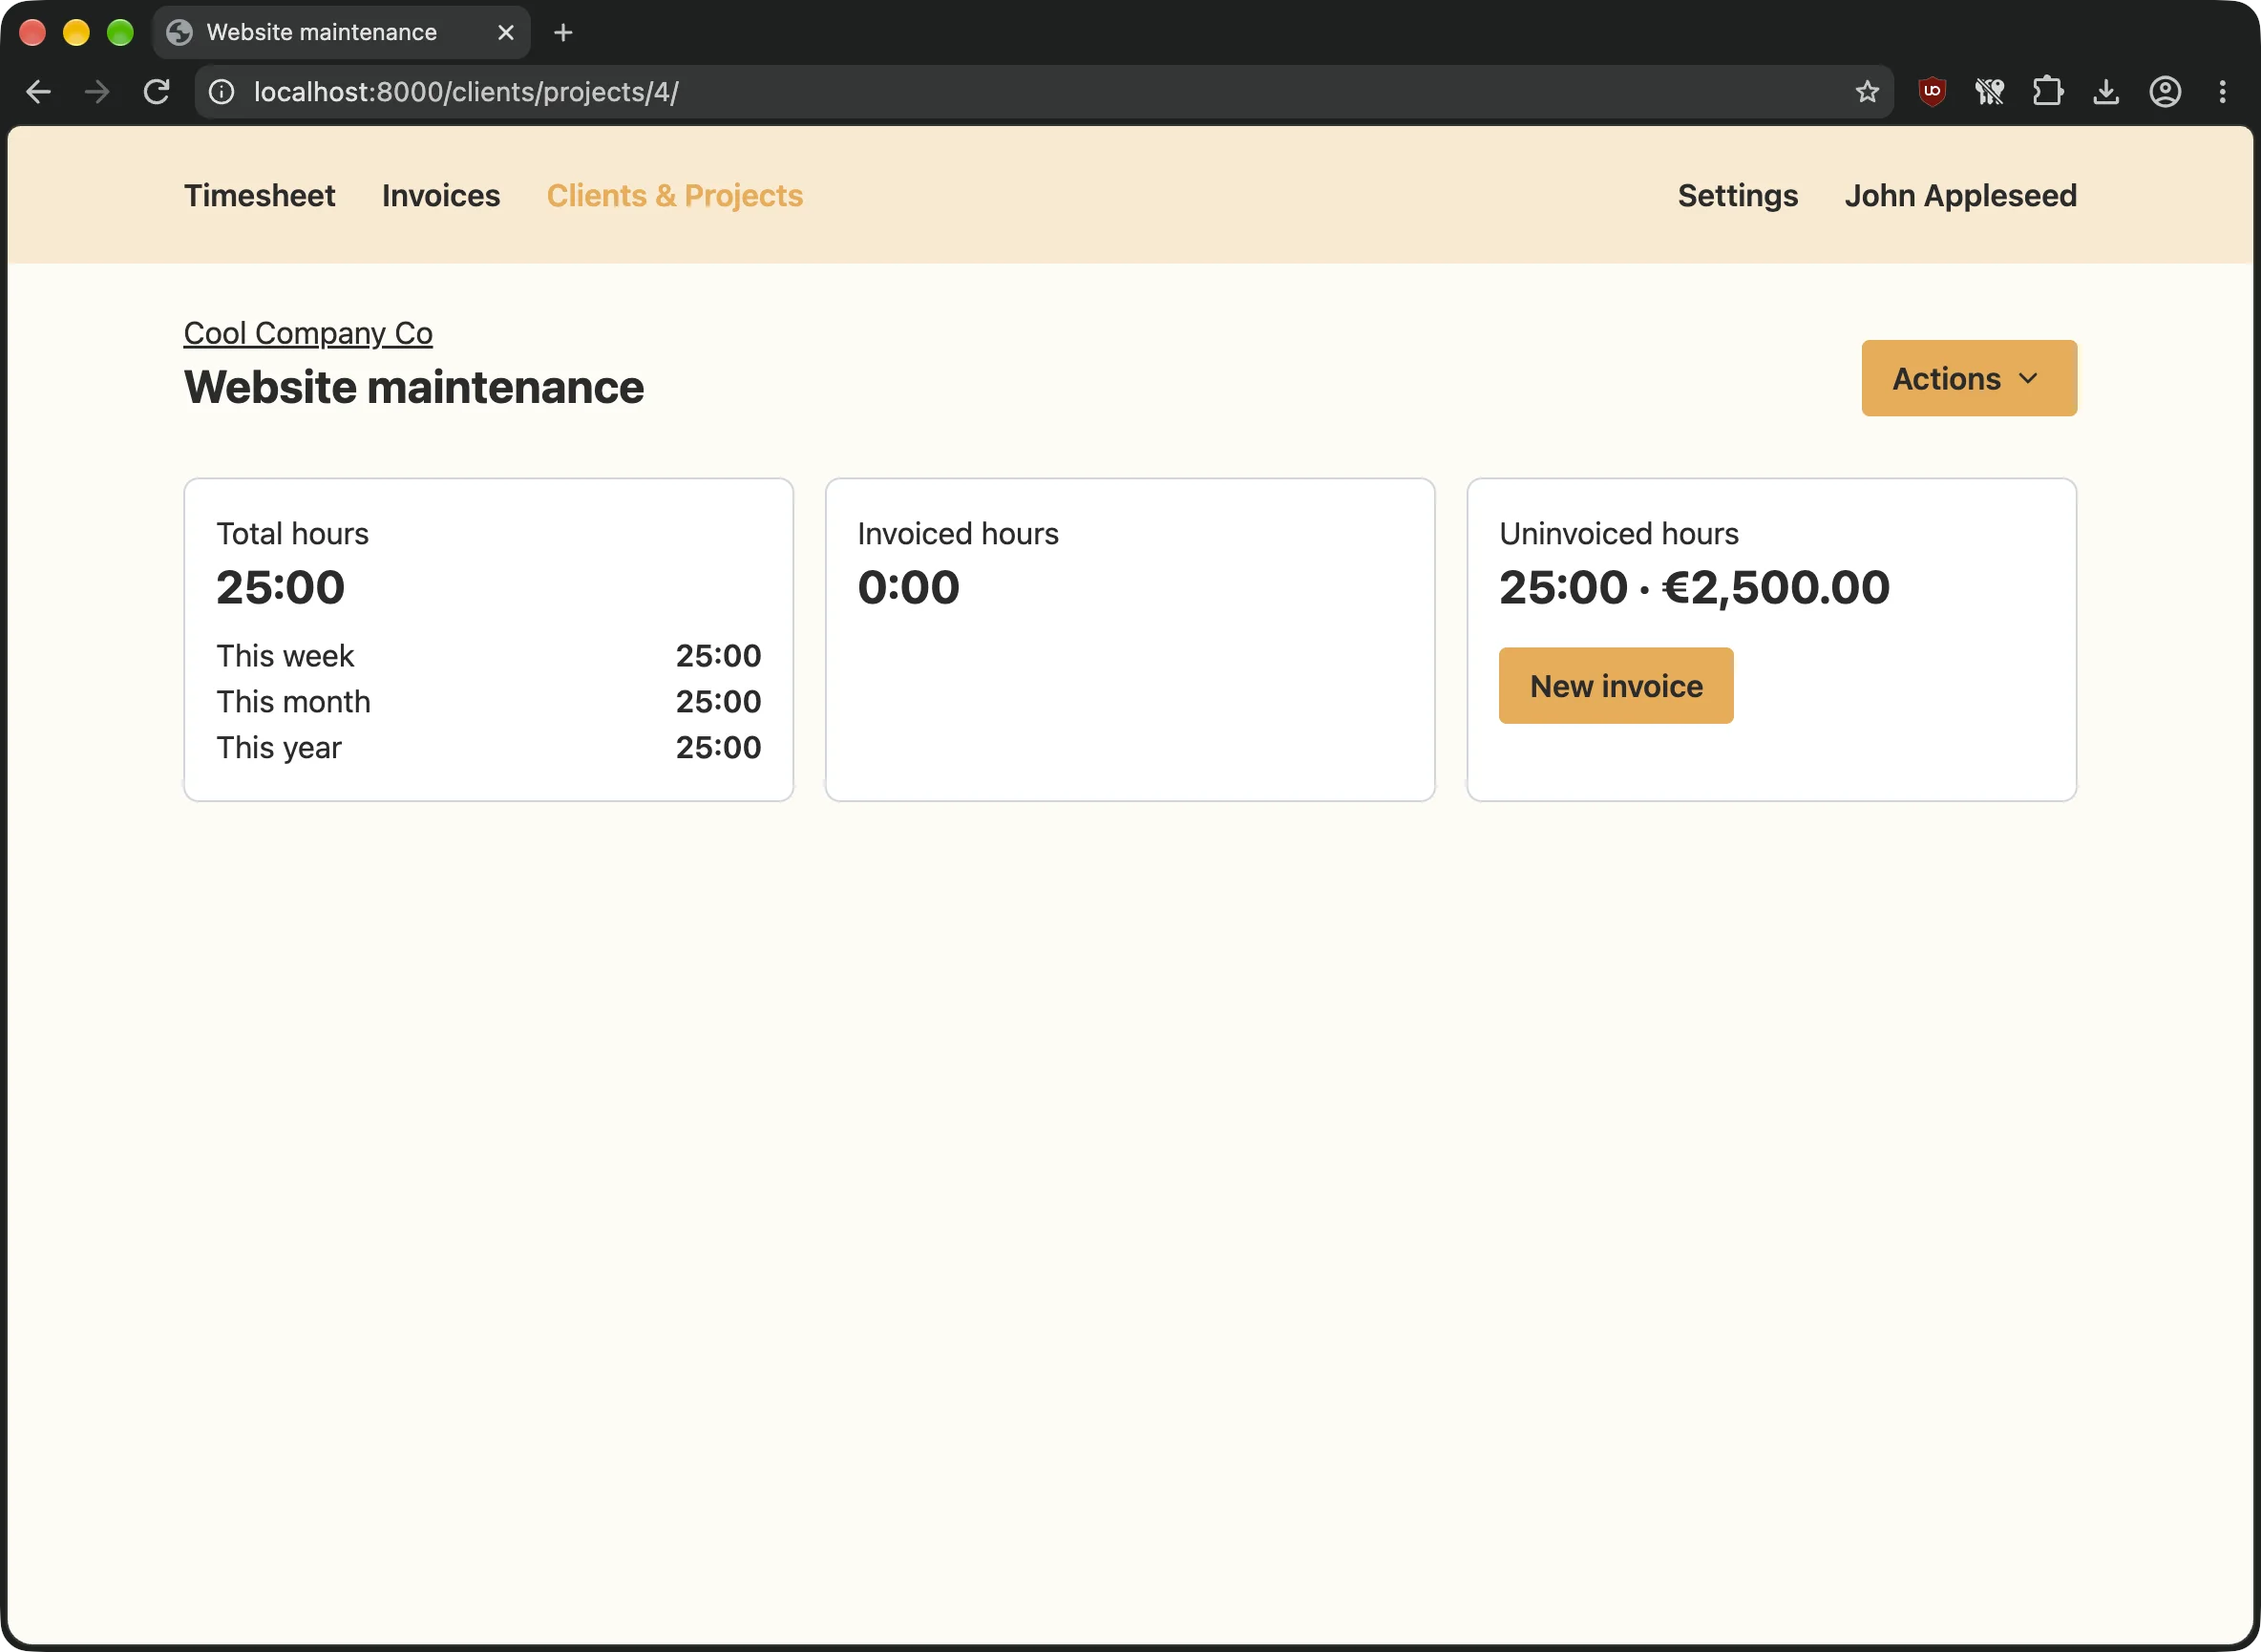 Website maintenance
localhost:8000/clients/projects/4/
Timesheet Invoices Clients & Projects Settings John Appleseed
Cool Company Co
Website maintenance
Actions
Total hours
25:00
This week 25:00
This month 25:00
This year 25:00
Invoiced hours
0:00
Uninvoiced hours
25:00 · €2,500.00
New invoice